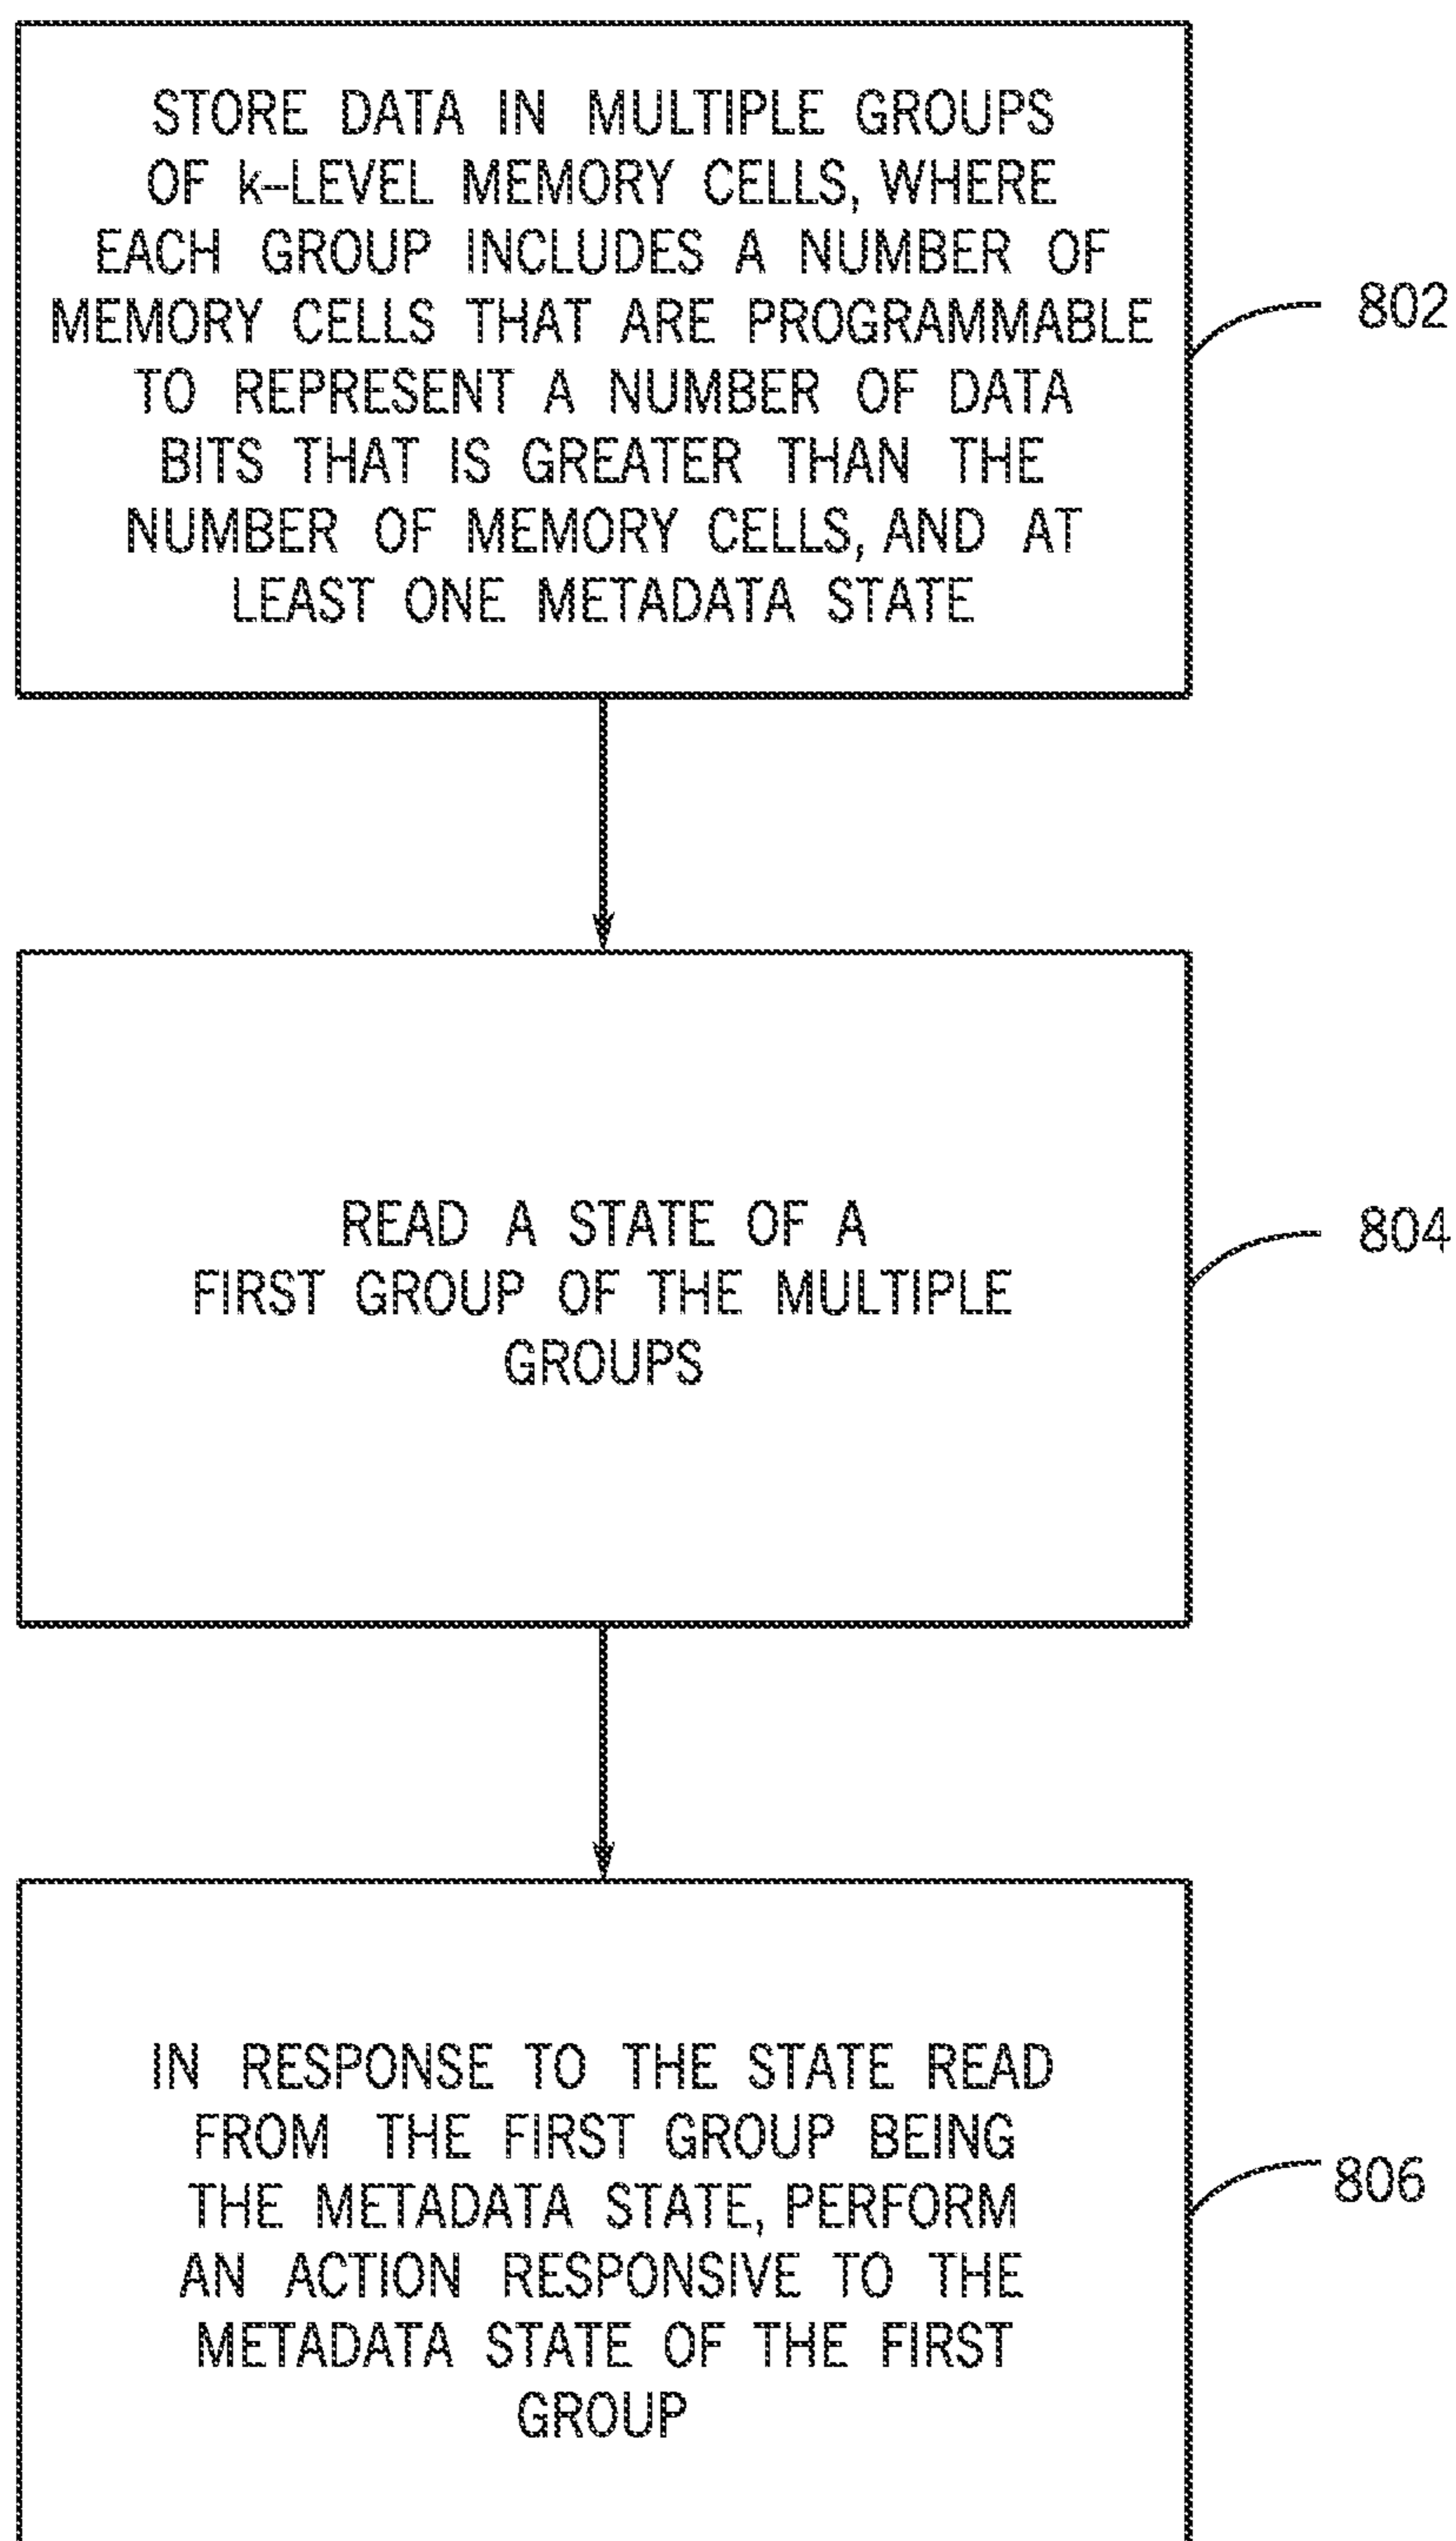 STORE DATA IN MULTIPLE GROUPS
OF k-LEVEL MEMORY CELLS, WHERE
EACH GROUP INCLUDES A NUMBER OF
MEMORY CELLS THAT ARE PROGRAMMABLE
TO REPRESENT A NUMBER OF DATA
BITS THAT IS GREATER THAN THE
NUMBER OF MEMORY CELLS, AND AT
LEAST ONE METADATA STATE
802
READ A STATE OF A
FIRST GROUP OF THE MULTIPLE
GROUPS
804
IN RESPONSE TO THE STATE READ
FROM THE FIRST GROUP BEING
THE METADATA STATE, PERFORM
AN ACTION RESPONSIVE TO THE
METADATA STATE OF THE FIRST
GROUP
806